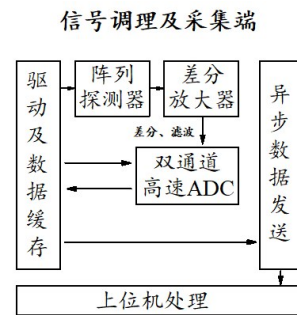 信号调理及采集端
驱动及数据缓存
阵列
探测器
差分
放大器
差分、滤波
双通道
高速ADC
异步数据发送
上位机处理